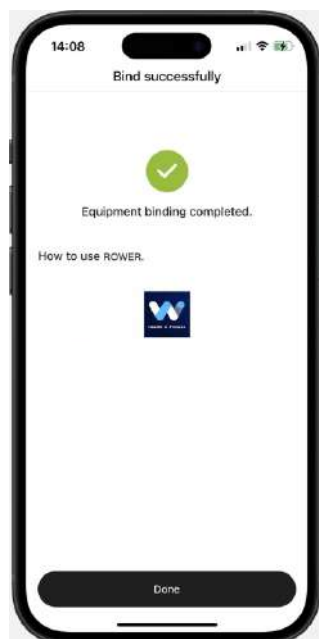 14:08
Bind successfully
Equipment binding completed.
How to use ROWER.
W
Done